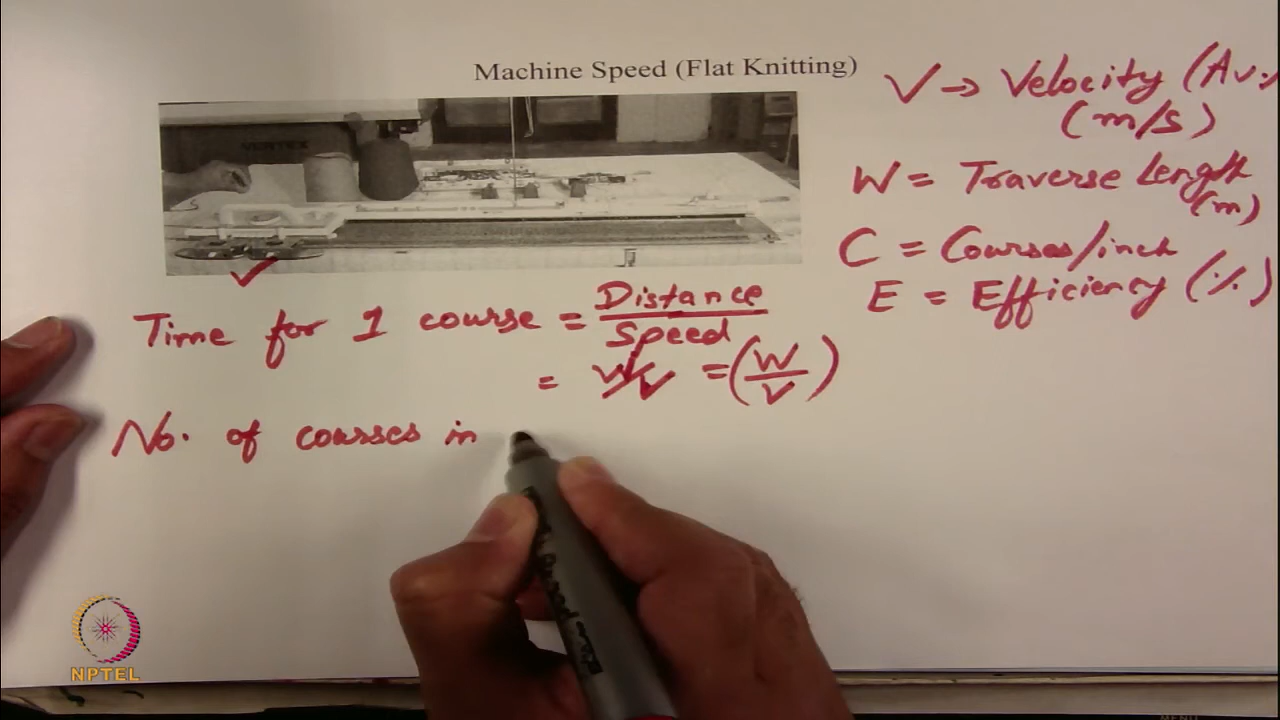 Machine Speed (Flat Knitting)
V → Velocity (Av.)
(m/s)
W = Traverse Length
(m)
C = Courses/inch
E = Efficiency (%)
Time for 1 course = Distance
Speed
= W/V = (W/V)
No. of courses in
NPTEL